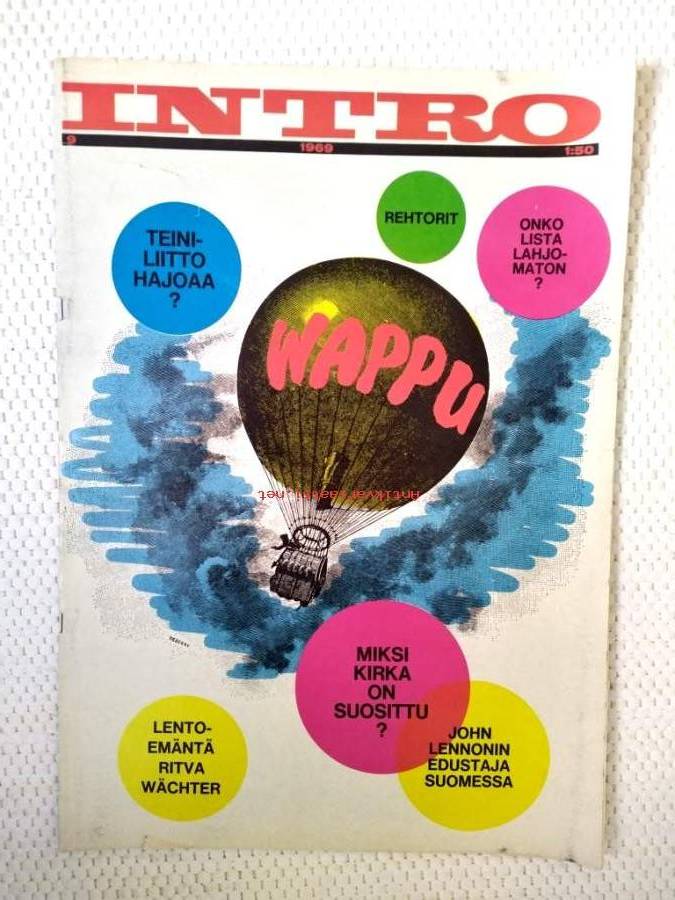 INTRO
9 1969 1:50
TEINI-
LIITTO
HAJOAA
?
REHTORIT
ONKO
LISTA
LAHJO-
MATON
?
WAPPU
MIKSI
KIRKA
ON
SUOSITTU
?
LENTO-
EMÄNTÄ
RITVA
WÄCHTER
JOHN
LENNONIN
EDUSTAJA
SUOMESSA